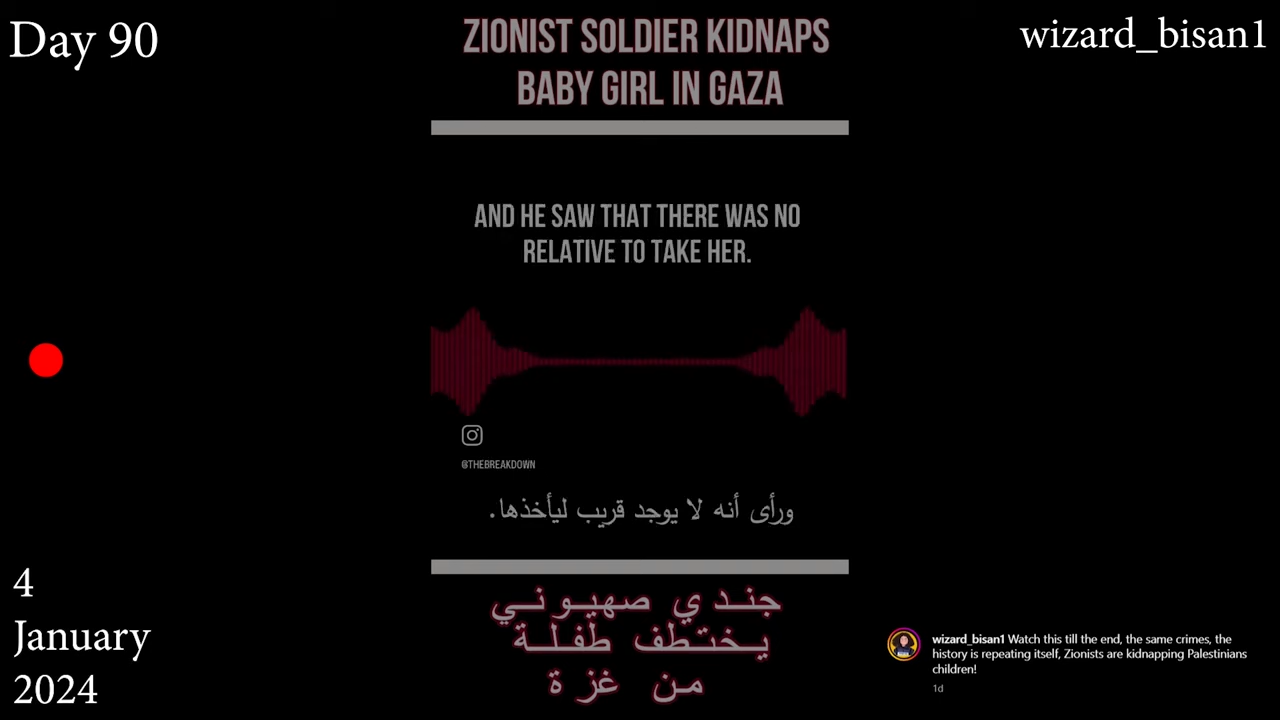 Day 90
ZIONIST SOLDIER KIDNAPS
BABY GIRL IN GAZA
wizard_bisan1
AND HE SAW THAT THERE WAS NO
RELATIVE TO TAKE HER.
@THEBREAKDOWN
ورأى أنه لا يوجد قريب ليأخذها.
جندي صهيوني
يختطف طفلة
من غزة
4
January
2024
wizard_bisan1 Watch this till the end, the same crimes, the
history is repeating itself, Zionists are kidnapping Palestinians
children!
1d